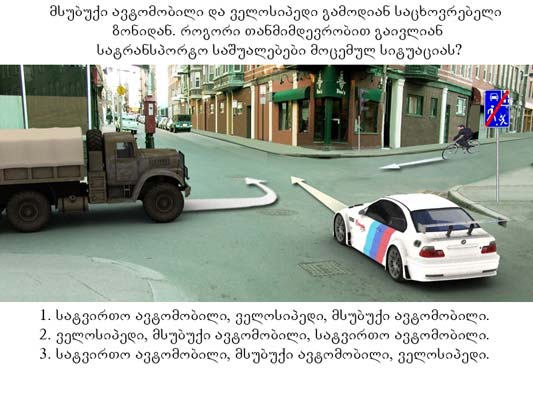 მსუბუქი ავტომობილი და ველოსიპედი გამოდიან საცხოვრებელი
ზონიდან. როგორი თანმიმდევრობით გაივლიან
სატრანსპორტო საშუალებები მოცემულ სიტუაციას?
1. სატვირთო ავტომობილი, ველოსიპედი, მსუბუქი ავტომობილი.
2. ველოსიპედი, მსუბუქი ავტომობილი, სატვირთო ავტომობილი.
3. სატვირთო ავტომობილი, მსუბუქი ავტომობილი, ველოსიპედი.